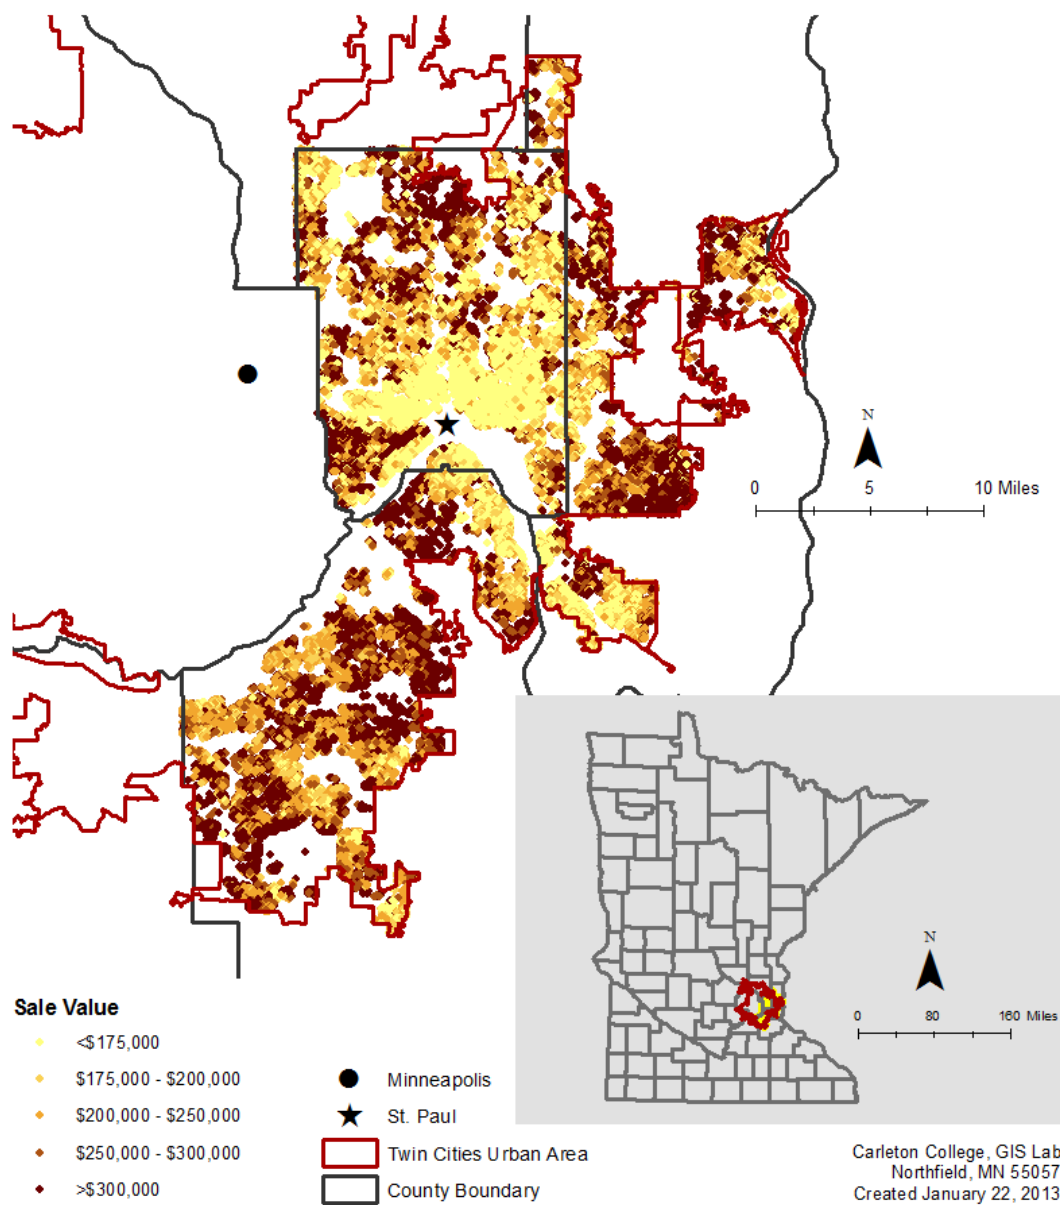 N
0 5 10 Miles
N
0 80 160 Miles
Sale Value
<$175,000
$175,000 - $200,000
$200,000 - $250,000
$250,000 - $300,000
>$300,000
Minneapolis
St. Paul
Twin Cities Urban Area
County Boundary
Carleton College, GIS Lab
Northfield, MN 55057
Created January 22, 2013